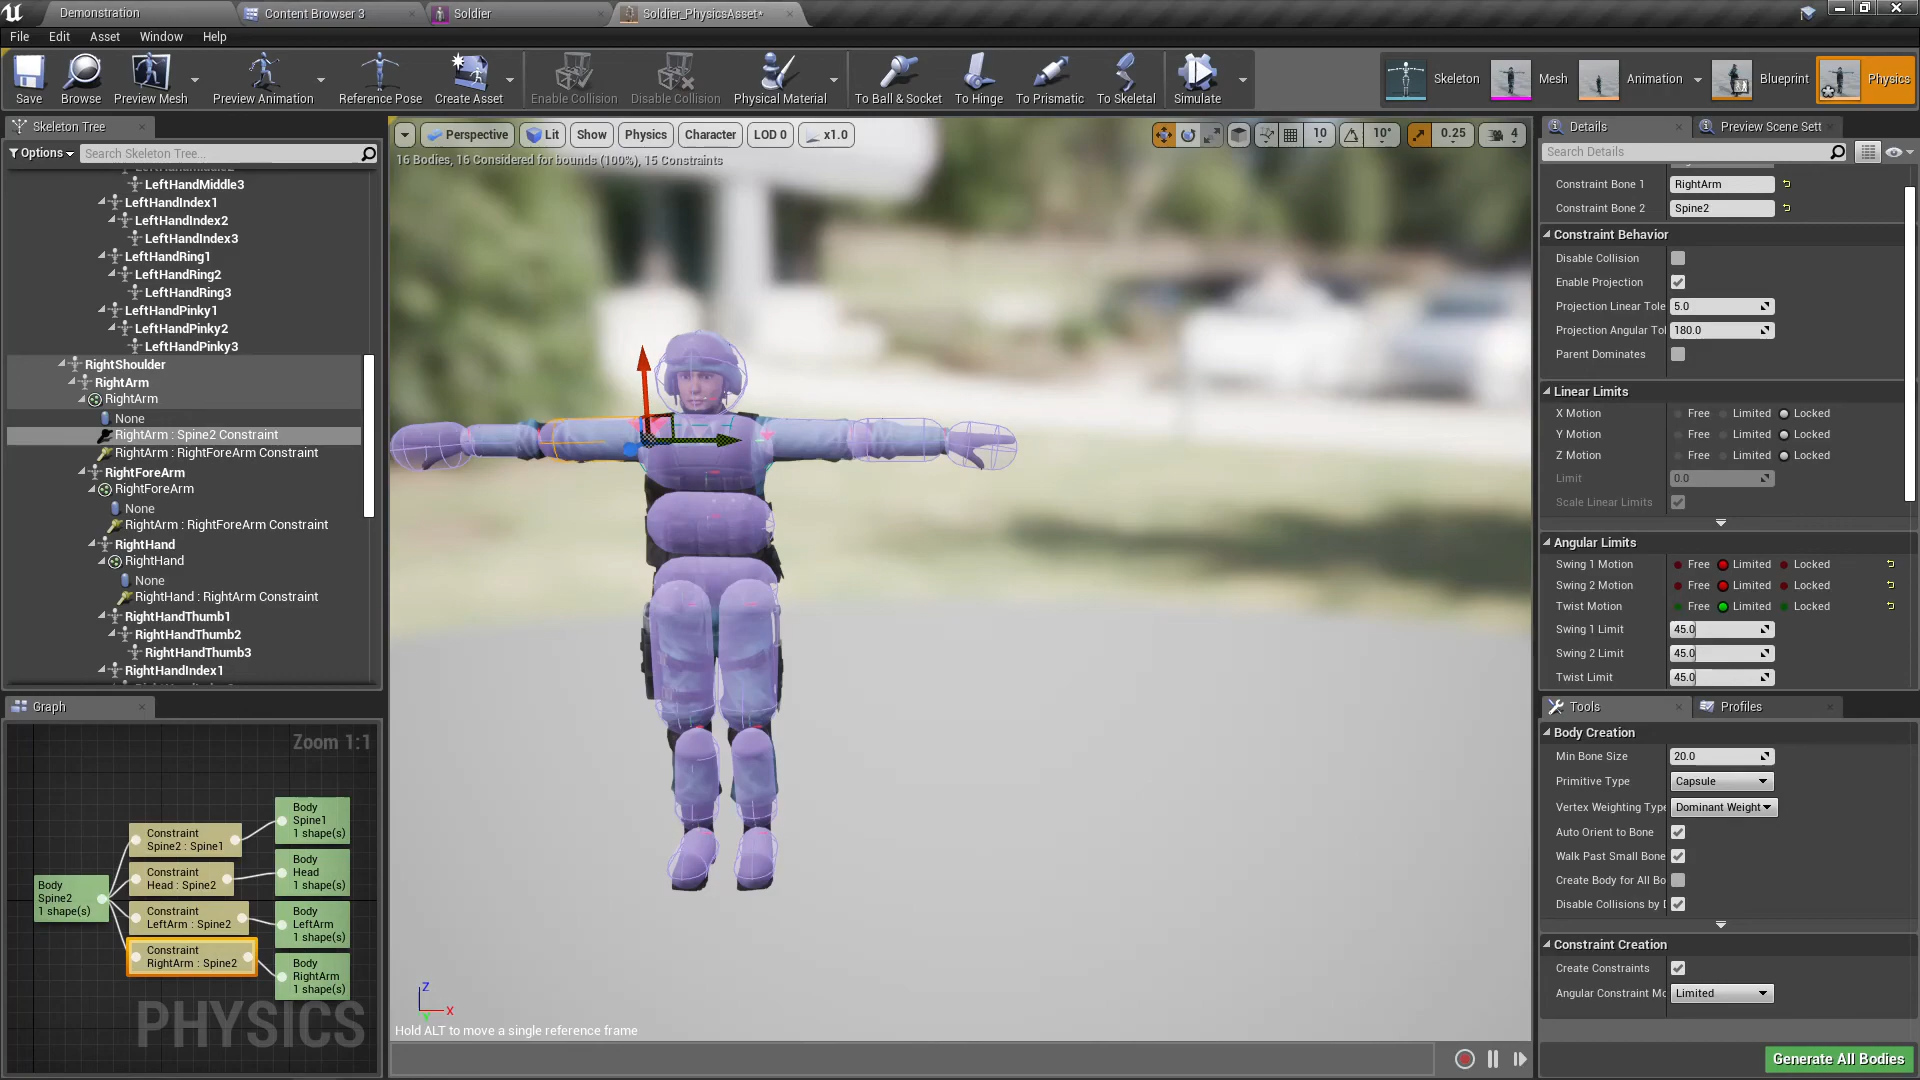 Demonstration
Content Browser 3
Soldier
Soldier_PhysicsAsset*
File Edit Asset Window Help
Save
Browse
Preview Mesh
Preview Animation
Reference Pose
Create Asset
Enable Collision
Disable Collision
Physical Material
To Ball & Socket
To Hinge
To Prismatic
To Skeletal
Simulate
Skeleton
Mesh
Animation
Blueprint
Physics
Skeleton Tree
Options
Search Skeleton Tree...
LeftHandMiddle3
LeftHandIndex1
LeftHandIndex2
LeftHandIndex3
LeftHandRing1
LeftHandRing2
LeftHandRing3
LeftHandPinky1
LeftHandPinky2
LeftHandPinky3
RightShoulder
RightArm
RightArm
None
RightArm : Spine2 Constraint
RightArm : RightForeArm Constraint
RightForeArm
RightForeArm
None
RightArm : RightForeArm Constraint
RightHand
RightHand
None
RightHand : RightArm Constraint
RightHandThumb1
RightHandThumb2
RightHandThumb3
RightHandIndex1
Graph
Zoom 1:1
Body
Spine2
1 shape(s)
Constraint
Spine2 : Spine1
Constraint
Head : Spine2
Constraint
LeftArm : Spine2
Constraint
RightArm : Spine2
Body
Spine1
1 shape(s)
Body
Head
1 shape(s)
Body
LeftArm
1 shape(s)
Body
RightArm
1 shape(s)
PHYSICS
Perspective Lit Show Physics Character LOD 0 x1.0
10 10° 0.25 4
16 Bodies, 16 Considered for bounds (100%), 15 Constraints
Z
X
Y
Hold ALT to move a single reference frame
Details
Preview Scene Sett
Search Details
Constraint Bone 1 RightArm
Constraint Bone 2 Spine2
Constraint Behavior
Disable Collision
Enable Projection
Projection Linear Tole 5.0
Projection Angular Tol 180.0
Parent Dominates
Linear Limits
X Motion Free Limited Locked
Y Motion Free Limited Locked
Z Motion Free Limited Locked
Limit 0.0
Scale Linear Limits
Angular Limits
Swing 1 Motion Free Limited Locked
Swing 2 Motion Free Limited Locked
Twist Motion Free Limited Locked
Swing 1 Limit 45.0
Swing 2 Limit 45.0
Twist Limit 45.0
Tools
Profiles
Body Creation
Min Bone Size 20.0
Primitive Type Capsule
Vertex Weighting Type Dominant Weight
Auto Orient to Bone
Walk Past Small Bone
Create Body for All Bo
Disable Collisions by
Constraint Creation
Create Constraints
Angular Constraint Mo Limited
Generate All Bodies